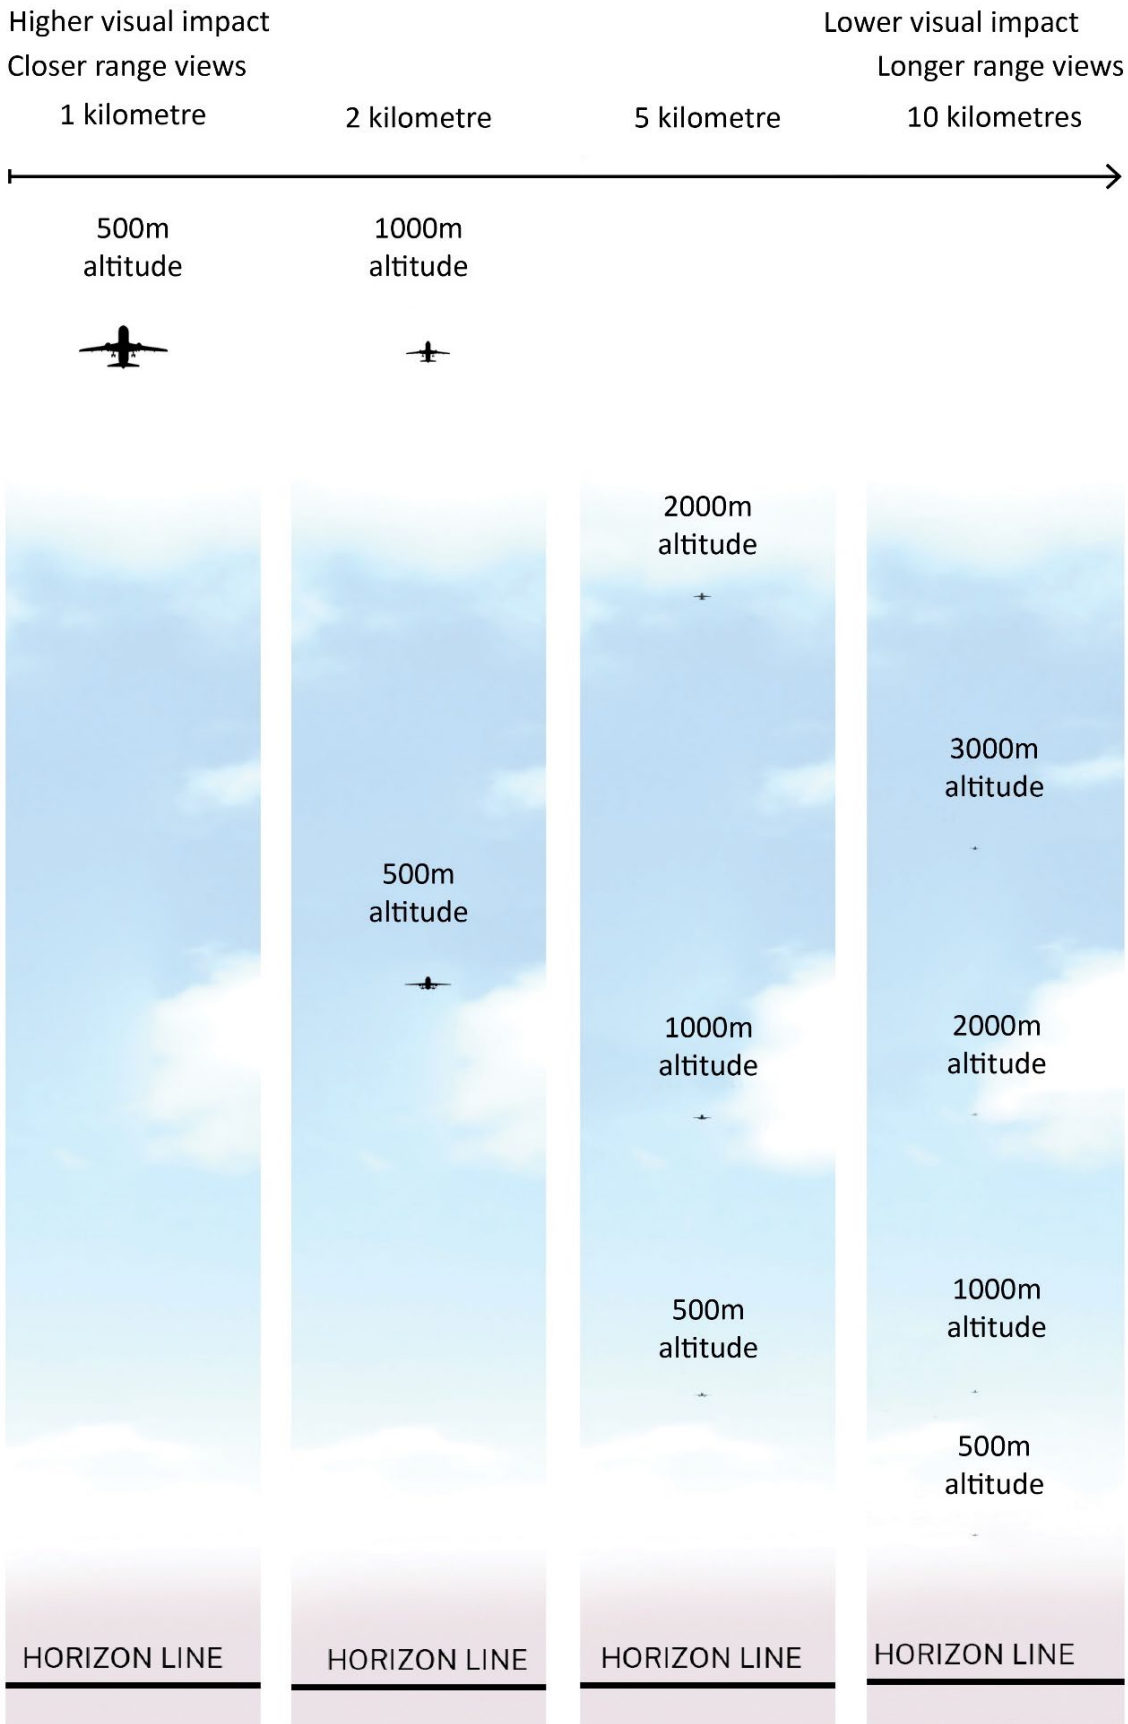 Higher visual impact
Lower visual impact
Closer range views
Longer range views
1 kilometre
2 kilometre
5 kilometre
10 kilometres
500m
altitude
1000m
altitude
2000m
altitude
3000m
altitude
500m
altitude
1000m
altitude
2000m
altitude
500m
altitude
1000m
altitude
500m
altitude
HORIZON LINE
HORIZON LINE
HORIZON LINE
HORIZON LINE